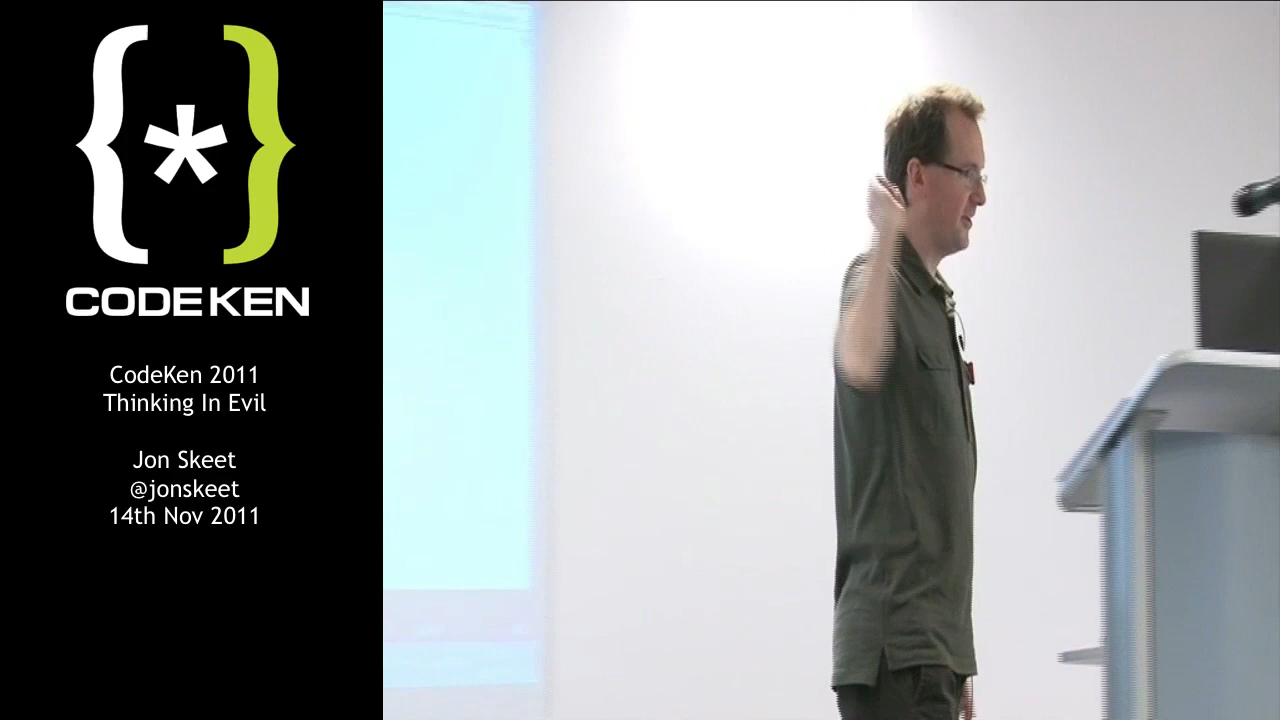 {*}
CODEKEN
CodeKen 2011
Thinking In Evil
Jon Skeet
@jonskeet
14th Nov 2011